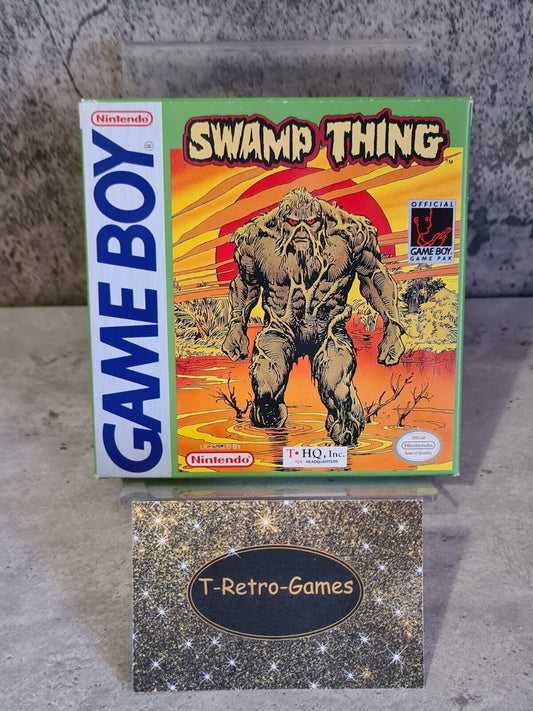 Nintendo
GAME BOY
®
SWAMP THING
TM
OFFICIAL
GAME BOY
GAME PAK
LICENSED BY
Nintendo
T•HQ, Inc.
TOY HEADQUARTERS
Official
Nintendo
Seal of Quality
T-Retro-Games